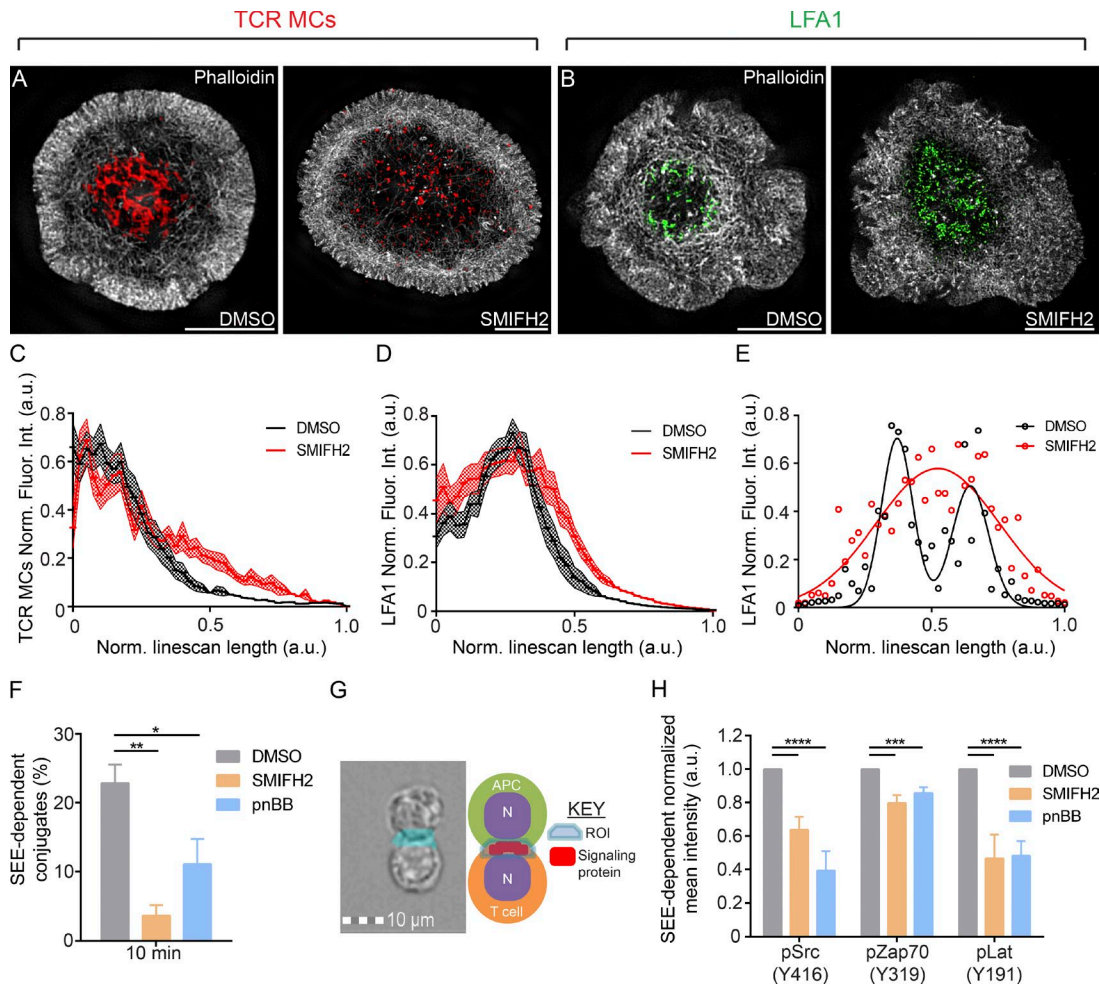 TCR MCs
LFA1
A
Phalloidin
DMSO
SMIFH2
B
Phalloidin
DMSO
SMIFH2
C
TCR MCs Norm. Fluor. Int. (a.u.)
0.8
0.6
0.4
0.2
0
0
0.5
1.0
Norm. linescan length (a.u.)
DMSO
SMIFH2
D
LFA1 Norm. Fluor. Int. (a.u.)
0.8
0.6
0.4
0.2
0
0
0.5
1.0
Norm. linescan length (a.u.)
DMSO
SMIFH2
E
LFA1 Norm. Fluor. Int. (a.u.)
0.8
0.6
0.4
0.2
0
0
0.5
1.0
Norm. linescan length (a.u.)
DMSO
SMIFH2
F
SEE-dependent
conjugates (%)
30
20
10
0
*
**
10 min
DMSO
SMIFH2
pnBB
G
10 µm
APC
N
N
T cell
KEY
ROI
Signaling
protein
H
SEE-dependent normalized
mean intensity (a.u.)
1.2
1.0
0.8
0.6
0.4
0.2
0
****
***
****
DMSO
SMIFH2
pnBB
pSrc
(Y416)
pZap70
(Y319)
pLat
(Y191)